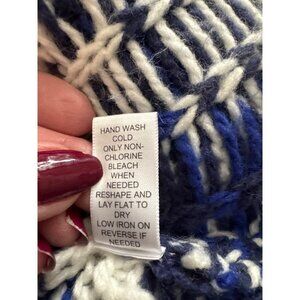 HAND WASH
COLD
ONLY NON-
CHLORINE
BLEACH
WHEN
NEEDED
RESHAPE AND
LAY FLAT TO
DRY
LOW IRON ON
REVERSE IF
NEEDED